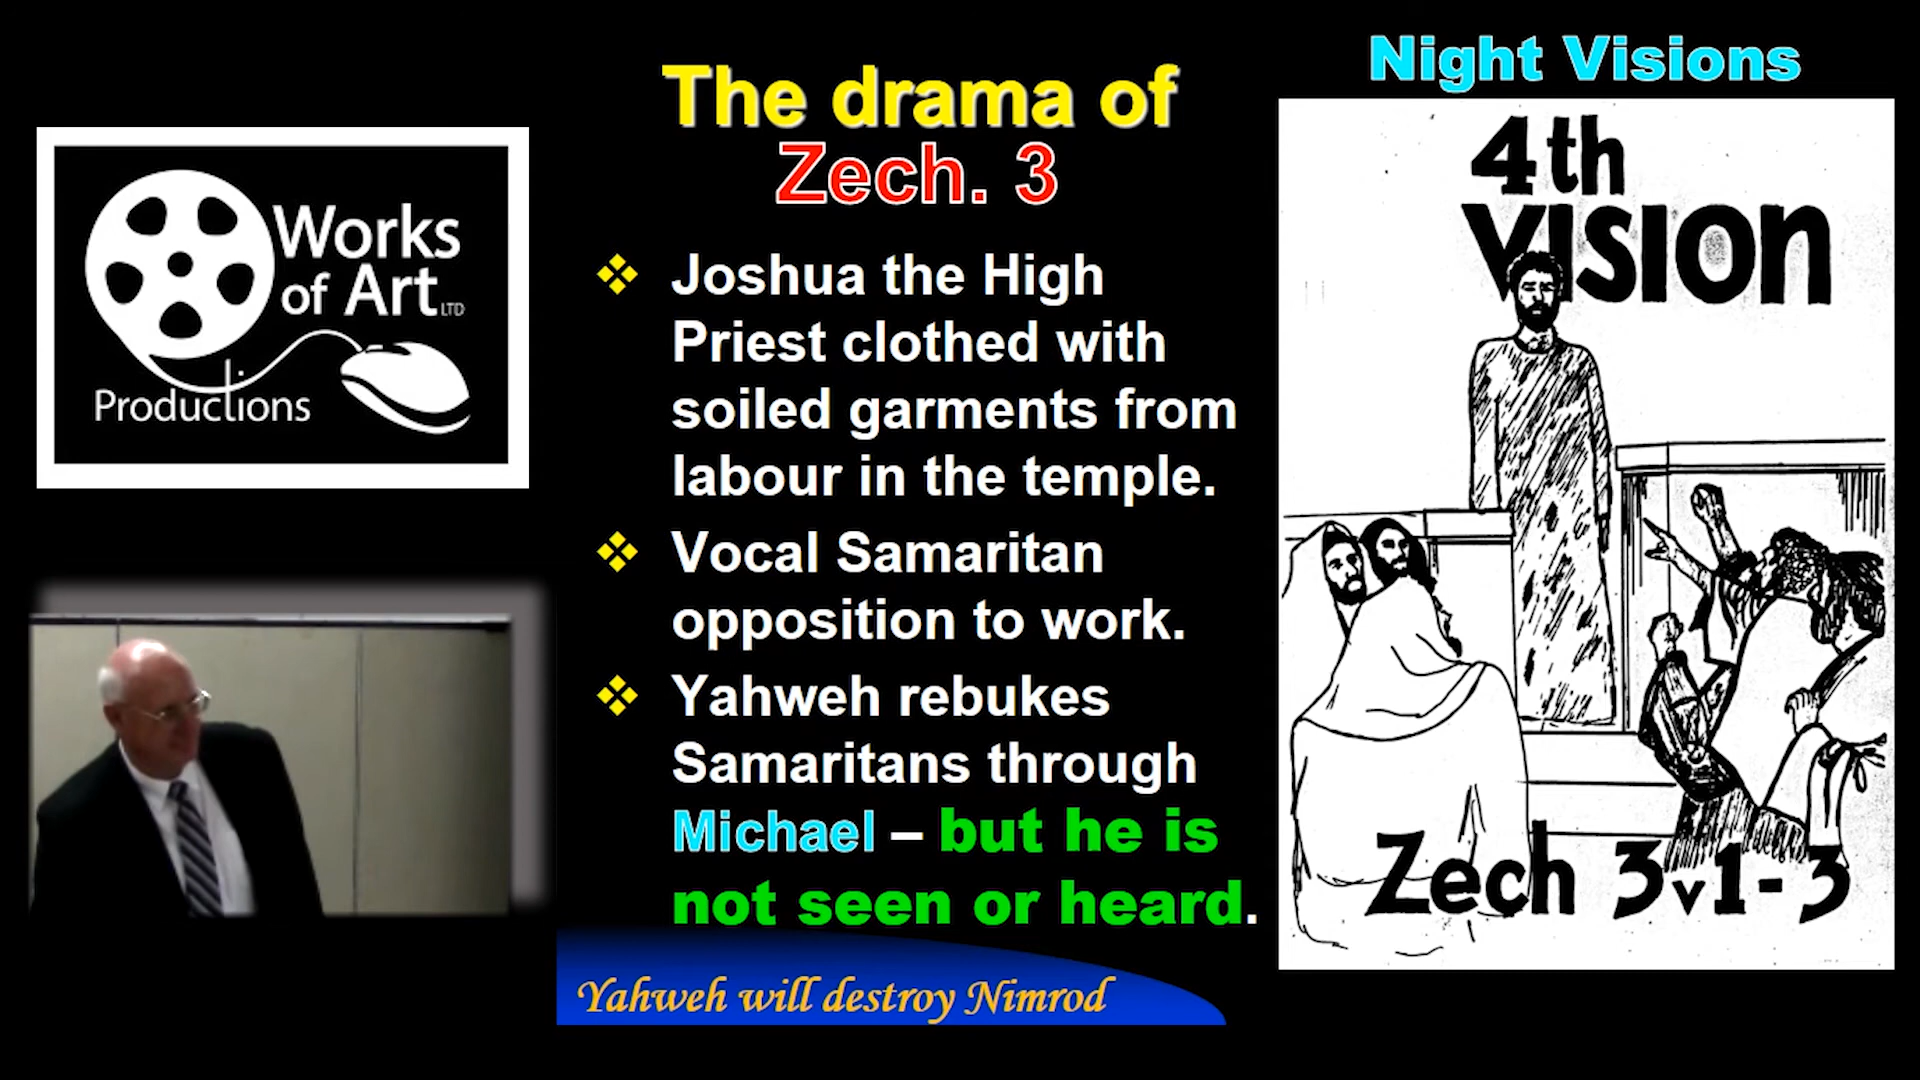 Works
of Art LTD
Productions
The drama of
Zech. 3
❖ Joshua the High
Priest clothed with
soiled garments from
labour in the temple.
❖ Vocal Samaritan
opposition to work.
❖ Yahweh rebukes
Samaritans through
Michael – but he is
not seen or heard.
Yahweh will destroy Nimrod
Night Visions
4th
VISION
Zech 3 v 1 - 3